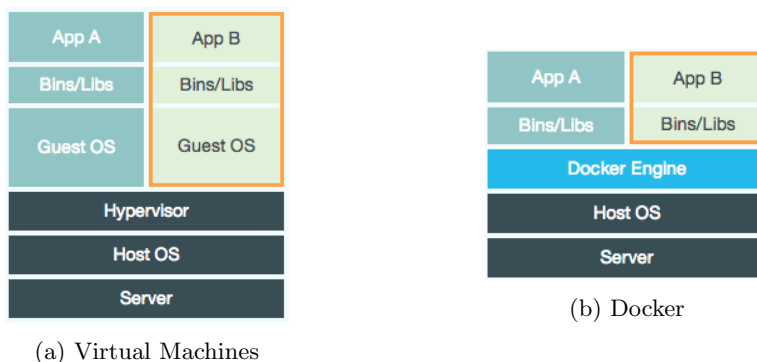 App A App B
Bins/Libs Bins/Libs
Guest OS Guest OS
Hypervisor
Host OS
Server
(a) Virtual Machines
App A App B
Bins/Libs Bins/Libs
Docker Engine
Host OS
Server
(b) Docker